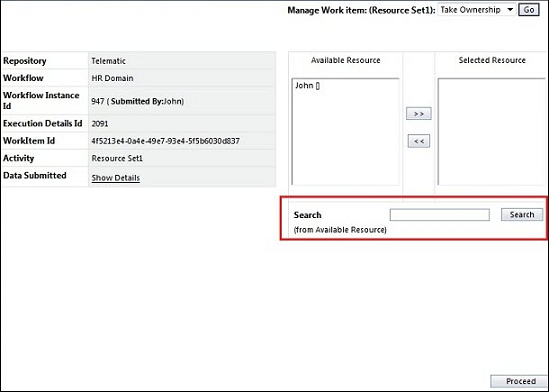 Manage Work item: (Resource Set1): Take Ownership Go
Repository Telematic
Workflow HR Domain
Workflow Instance Id 947 ( Submitted By:John)
Execution Details Id 2091
WorkItem Id 4f5213e4-0a4e-49e7-93e4-5f5b6030d837
Activity Resource Set1
Data Submitted Show Details
Available Resource Selected Resource
John []
>>
<<
Search Search
(from Available Resource)
Proceed